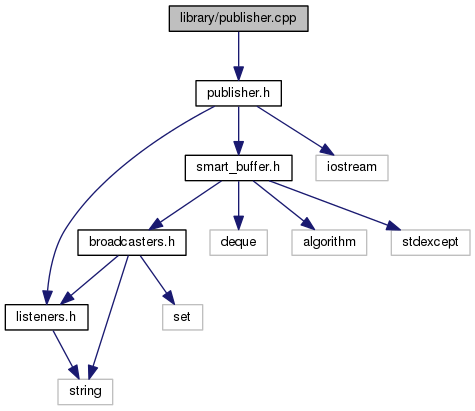 library/publisher.cpp
publisher.h
smart_buffer.h
iostream
broadcasters.h
deque
algorithm
stdexcept
listeners.h
set
string